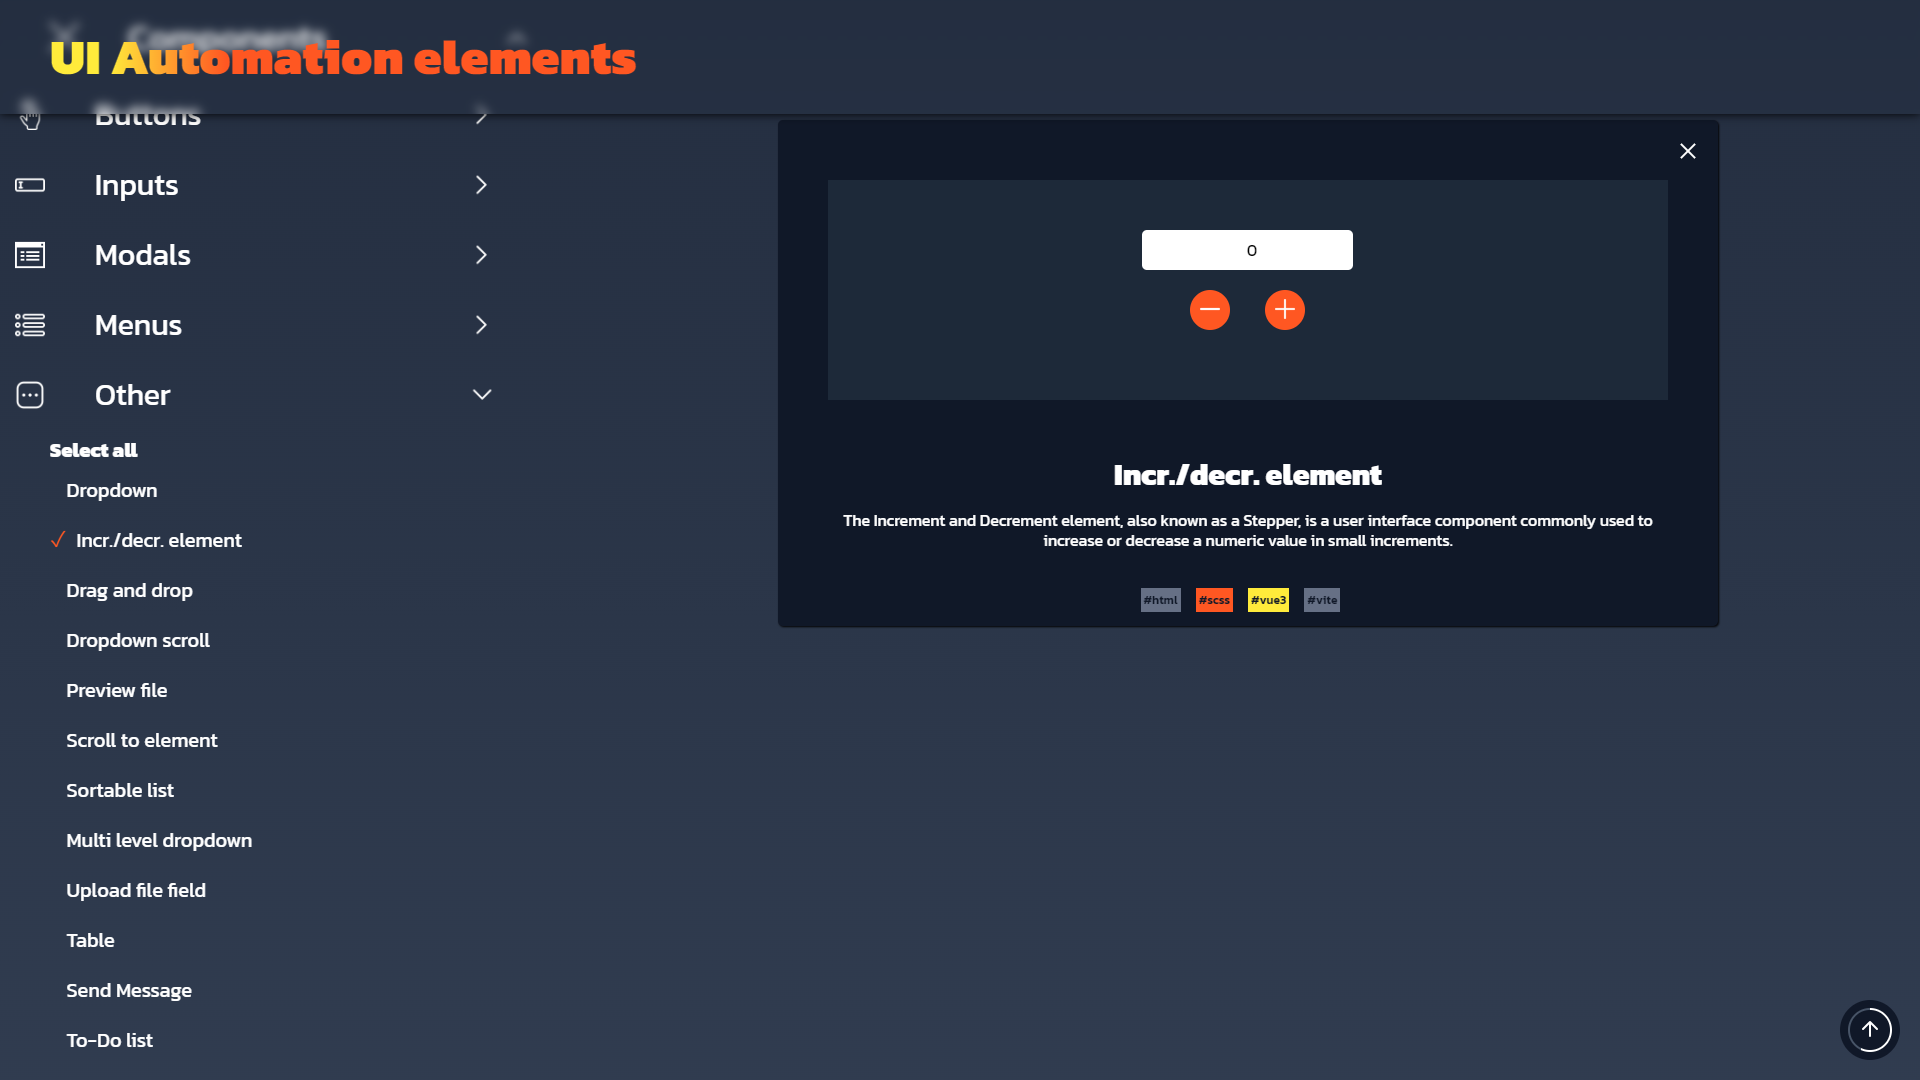 Components
UI Automation elements
Buttons
Inputs
Modals
Menus
Other
Select all
Dropdown
Incr./decr. element
Drag and drop
Dropdown scroll
Preview file
Scroll to element
Sortable list
Multi level dropdown
Upload file field
Table
Send Message
To-Do list
0
Incr./decr. element
The Increment and Decrement element, also known as a Stepper, is a user interface component commonly used to
increase or decrease a numeric value in small increments.
#html #scss #vue3 #vite